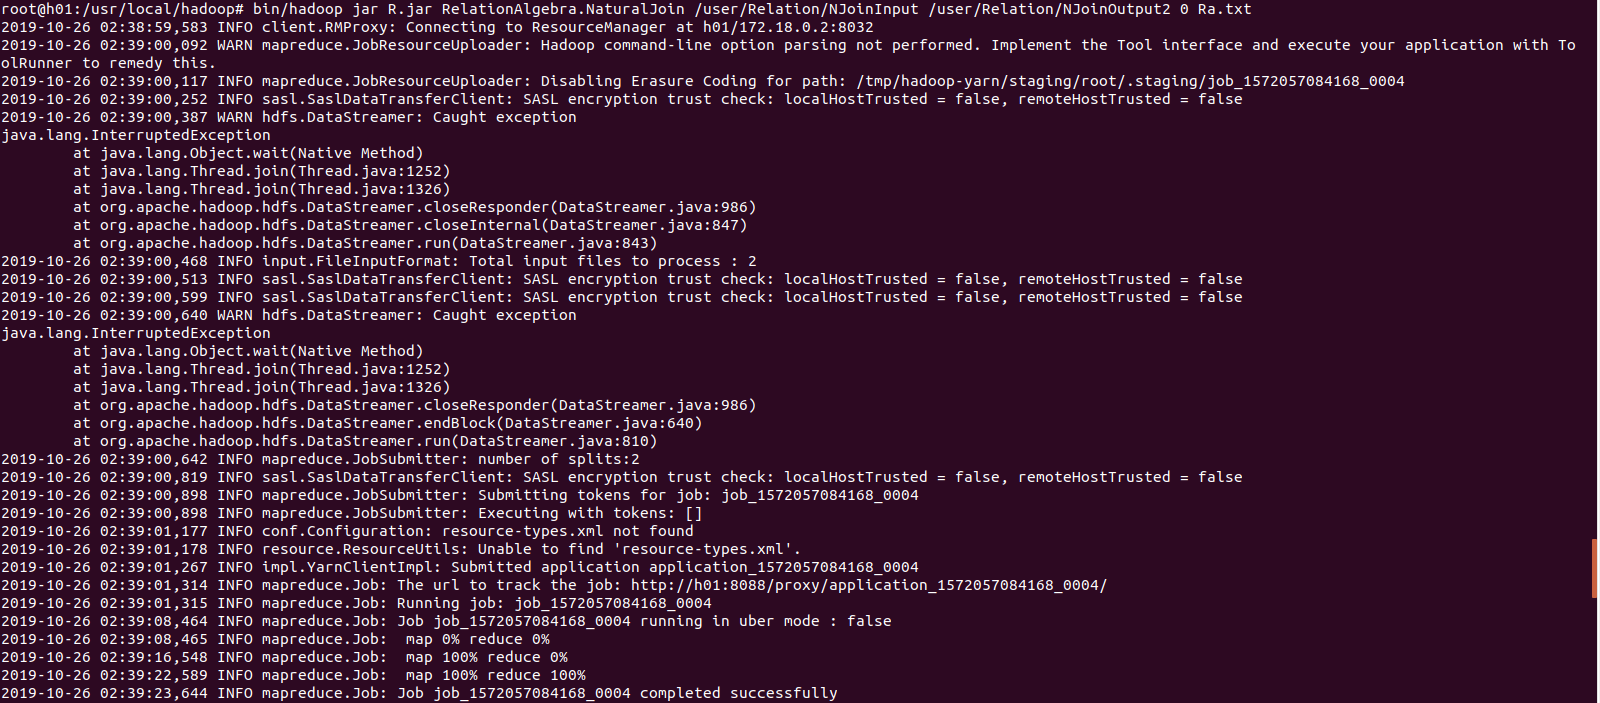 root@h01:/usr/local/hadoop# bin/hadoop jar R.jar RelationAlgebra.NaturalJoin /user/Relation/NJoinInput /user/Relation/NJoinOutput2 0 Ra.txt
2019-10-26 02:38:59,583 INFO client.RMProxy: Connecting to ResourceManager at h01/172.18.0.2:8032
2019-10-26 02:39:00,092 WARN mapreduce.JobResourceUploader: Hadoop command-line option parsing not performed. Implement the Tool interface and execute your application with To
olRunner to remedy this.
2019-10-26 02:39:00,117 INFO mapreduce.JobResourceUploader: Disabling Erasure Coding for path: /tmp/hadoop-yarn/staging/root/.staging/job_1572057084168_0004
2019-10-26 02:39:00,252 INFO sasl.SaslDataTransferClient: SASL encryption trust check: localHostTrusted = false, remoteHostTrusted = false
2019-10-26 02:39:00,387 WARN hdfs.DataStreamer: Caught exception
java.lang.InterruptedException
        at java.lang.Object.wait(Native Method)
        at java.lang.Thread.join(Thread.java:1252)
        at java.lang.Thread.join(Thread.java:1326)
        at org.apache.hadoop.hdfs.DataStreamer.closeResponder(DataStreamer.java:986)
        at org.apache.hadoop.hdfs.DataStreamer.closeInternal(DataStreamer.java:847)
        at org.apache.hadoop.hdfs.DataStreamer.run(DataStreamer.java:843)
2019-10-26 02:39:00,468 INFO input.FileInputFormat: Total input files to process : 2
2019-10-26 02:39:00,513 INFO sasl.SaslDataTransferClient: SASL encryption trust check: localHostTrusted = false, remoteHostTrusted = false
2019-10-26 02:39:00,599 INFO sasl.SaslDataTransferClient: SASL encryption trust check: localHostTrusted = false, remoteHostTrusted = false
2019-10-26 02:39:00,640 WARN hdfs.DataStreamer: Caught exception
java.lang.InterruptedException
        at java.lang.Object.wait(Native Method)
        at java.lang.Thread.join(Thread.java:1252)
        at java.lang.Thread.join(Thread.java:1326)
        at org.apache.hadoop.hdfs.DataStreamer.closeResponder(DataStreamer.java:986)
        at org.apache.hadoop.hdfs.DataStreamer.endBlock(DataStreamer.java:640)
        at org.apache.hadoop.hdfs.DataStreamer.run(DataStreamer.java:810)
2019-10-26 02:39:00,642 INFO mapreduce.JobSubmitter: number of splits:2
2019-10-26 02:39:00,819 INFO sasl.SaslDataTransferClient: SASL encryption trust check: localHostTrusted = false, remoteHostTrusted = false
2019-10-26 02:39:00,898 INFO mapreduce.JobSubmitter: Submitting tokens for job: job_1572057084168_0004
2019-10-26 02:39:00,898 INFO mapreduce.JobSubmitter: Executing with tokens: []
2019-10-26 02:39:01,177 INFO conf.Configuration: resource-types.xml not found
2019-10-26 02:39:01,178 INFO resource.ResourceUtils: Unable to find 'resource-types.xml'.
2019-10-26 02:39:01,267 INFO impl.YarnClientImpl: Submitted application application_1572057084168_0004
2019-10-26 02:39:01,314 INFO mapreduce.Job: The url to track the job: http://h01:8088/proxy/application_1572057084168_0004/
2019-10-26 02:39:01,315 INFO mapreduce.Job: Running job: job_1572057084168_0004
2019-10-26 02:39:08,464 INFO mapreduce.Job: Job job_1572057084168_0004 running in uber mode : false
2019-10-26 02:39:08,465 INFO mapreduce.Job:  map 0% reduce 0%
2019-10-26 02:39:16,548 INFO mapreduce.Job:  map 100% reduce 0%
2019-10-26 02:39:22,589 INFO mapreduce.Job:  map 100% reduce 100%
2019-10-26 02:39:23,644 INFO mapreduce.Job: Job job_1572057084168_0004 completed successfully